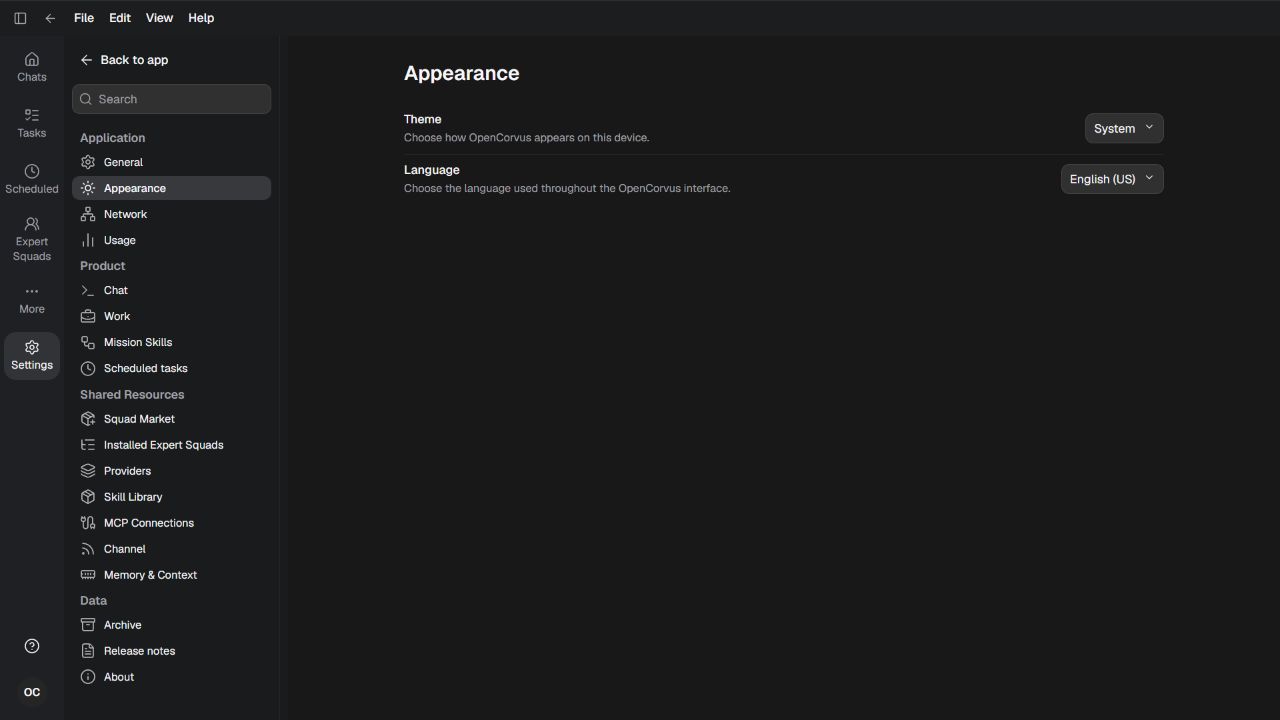 File Edit View Help
Chats
Tasks
Scheduled
Expert
Squads
More
Settings
OC
Back to app
Search
Application
General
Appearance
Network
Usage
Product
Chat
Work
Mission Skills
Scheduled tasks
Shared Resources
Squad Market
Installed Expert Squads
Providers
Skill Library
MCP Connections
Channel
Memory & Context
Data
Archive
Release notes
About
Appearance
Theme
Choose how OpenCorvus appears on this device.
System
Language
Choose the language used throughout the OpenCorvus interface.
English (US)